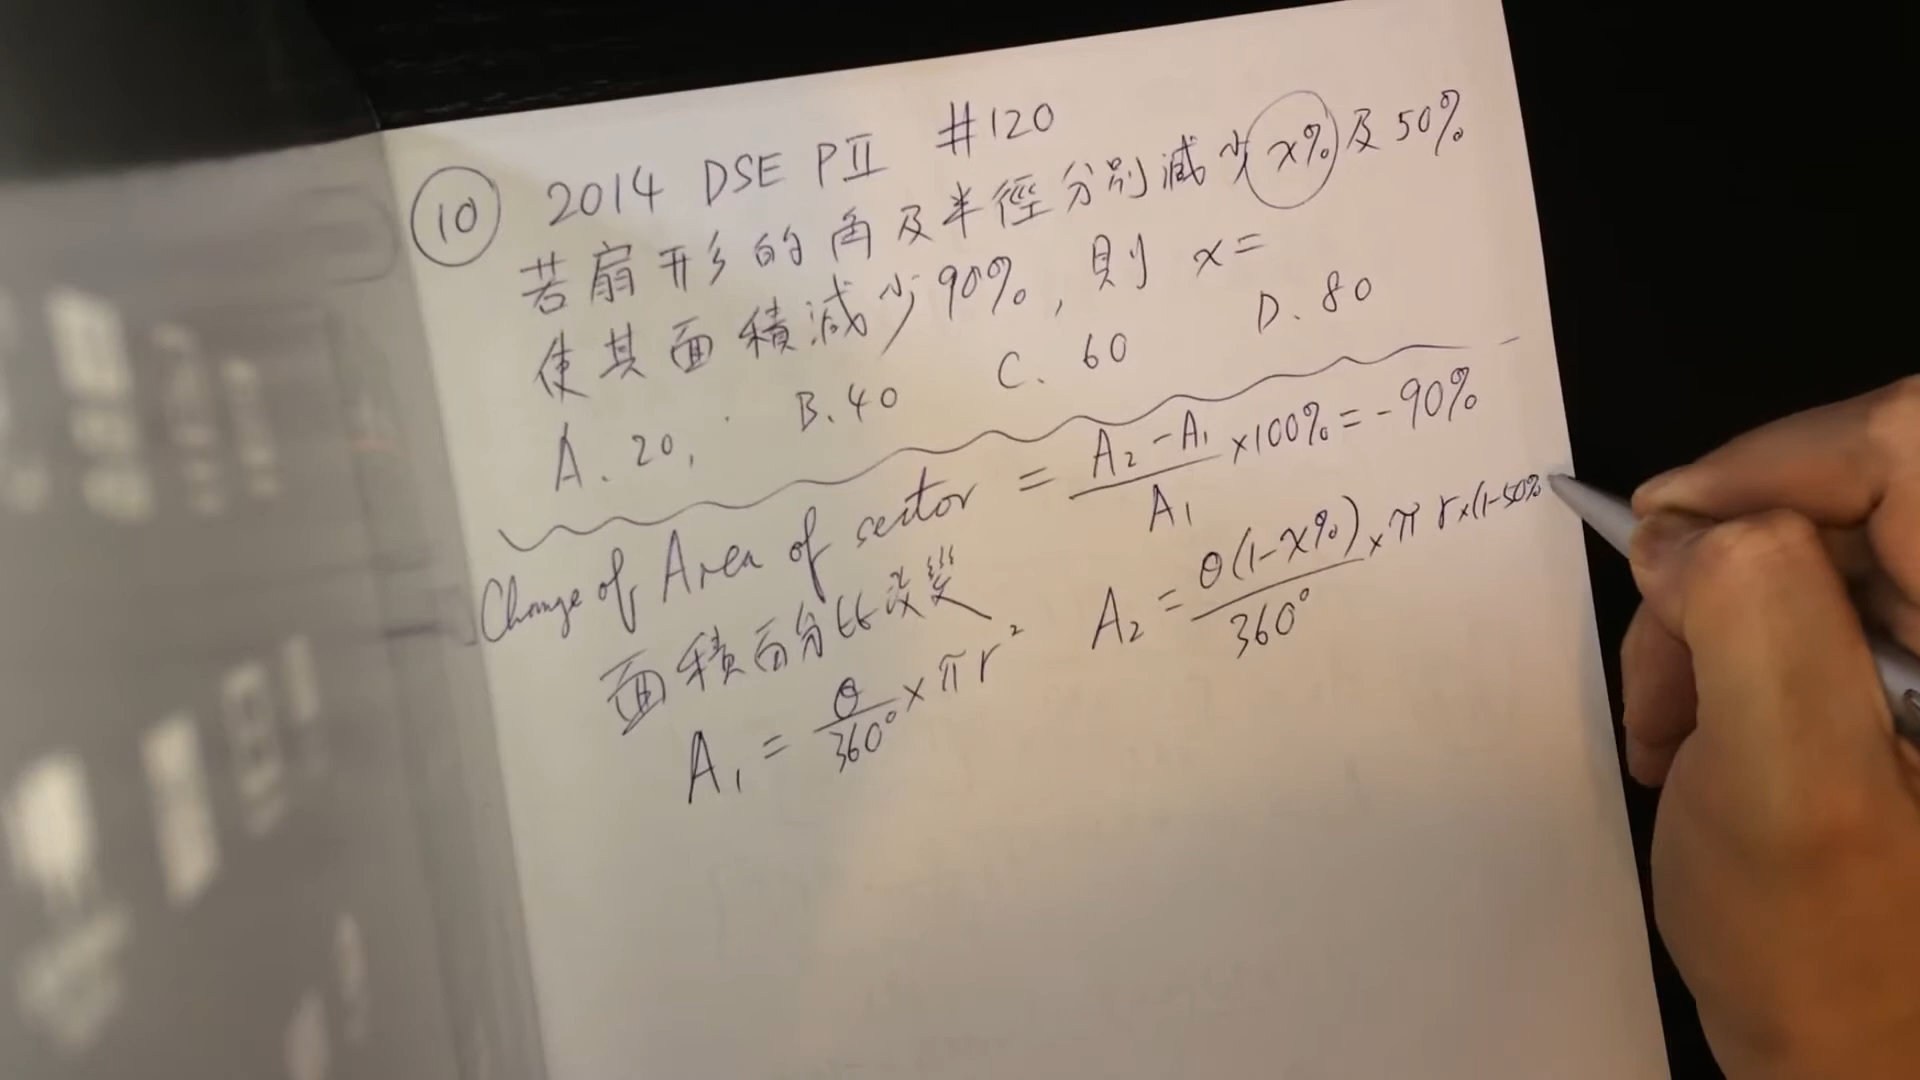 ⑩ 2014 DSE PⅡ #120
若扇形的角及半徑分別減少 x% 及 50%
使其面積減少90%, 則 x=
A. 20, B. 40 C. 60 D. 80
Change of Area of sector = (A₂ - A₁)/A₁ ×100% = -90%
面積百分比改變
A₁ = θ/360° × πr²
A₂ = θ(1-x%)/360° × π r×(1-50%